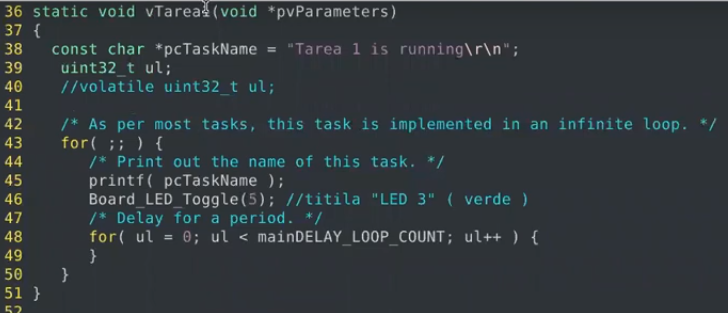 36 static void vTarea1(void *pvParameters)
37 {
38 const char *pcTaskName = "Tarea 1 is running\r\n";
39 uint32_t ul;
40 //volatile uint32_t ul;
41
42 /* As per most tasks, this task is implemented in an infinite loop. */
43 for( ;; ) {
44 /* Print out the name of this task. */
45 printf( pcTaskName );
46 Board_LED_Toggle(5); //titila "LED 3" ( verde )
47 /* Delay for a period. */
48 for( ul = 0; ul < mainDELAY_LOOP_COUNT; ul++ ) {
49 }
50 }
51 }
52